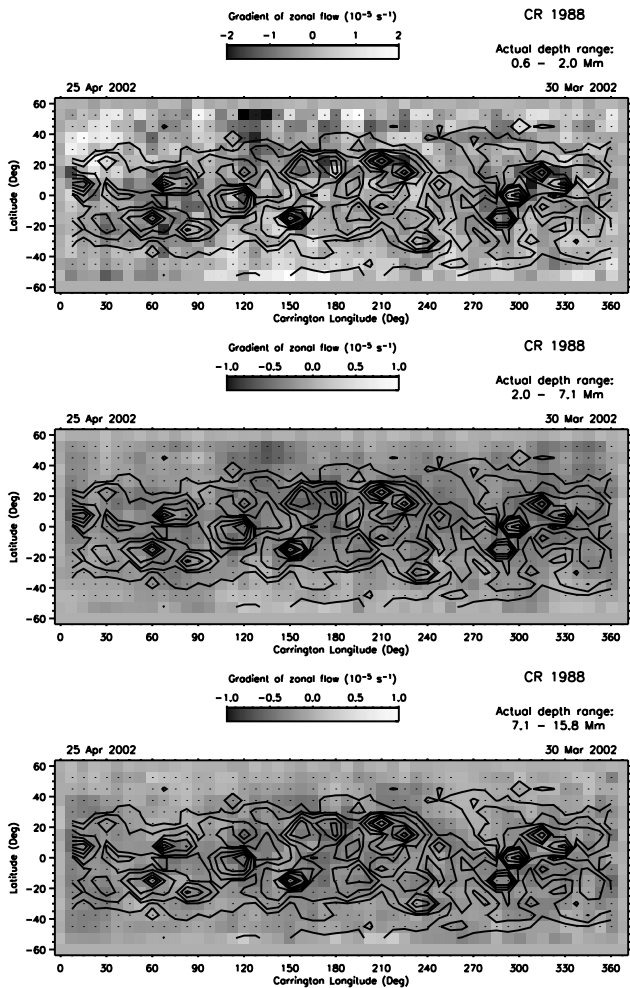 Gradient of zonal flow (10⁻⁵ s⁻¹)
CR 1988
−2 −1 0 1 2
Actual depth range:
0.6 − 2.0 Mm
25 Apr 2002 30 Mar 2002
60
40
20
0
−20
−40
−60
Latitude (Deg)
0 30 60 90 120 150 180 210 240 270 300 330 360
Carrington Longitude (Deg)
Gradient of zonal flow (10⁻⁵ s⁻¹)
CR 1988
−1.0 −0.5 0.0 0.5 1.0
Actual depth range:
2.0 − 7.1 Mm
25 Apr 2002 30 Mar 2002
60
40
20
0
−20
−40
−60
Latitude (Deg)
0 30 60 90 120 150 180 210 240 270 300 330 360
Carrington Longitude (Deg)
Gradient of zonal flow (10⁻⁵ s⁻¹)
CR 1988
−1.0 −0.5 0.0 0.5 1.0
Actual depth range:
7.1 − 15.8 Mm
25 Apr 2002 30 Mar 2002
60
40
20
0
−20
−40
−60
Latitude (Deg)
0 30 60 90 120 150 180 210 240 270 300 330 360
Carrington Longitude (Deg)